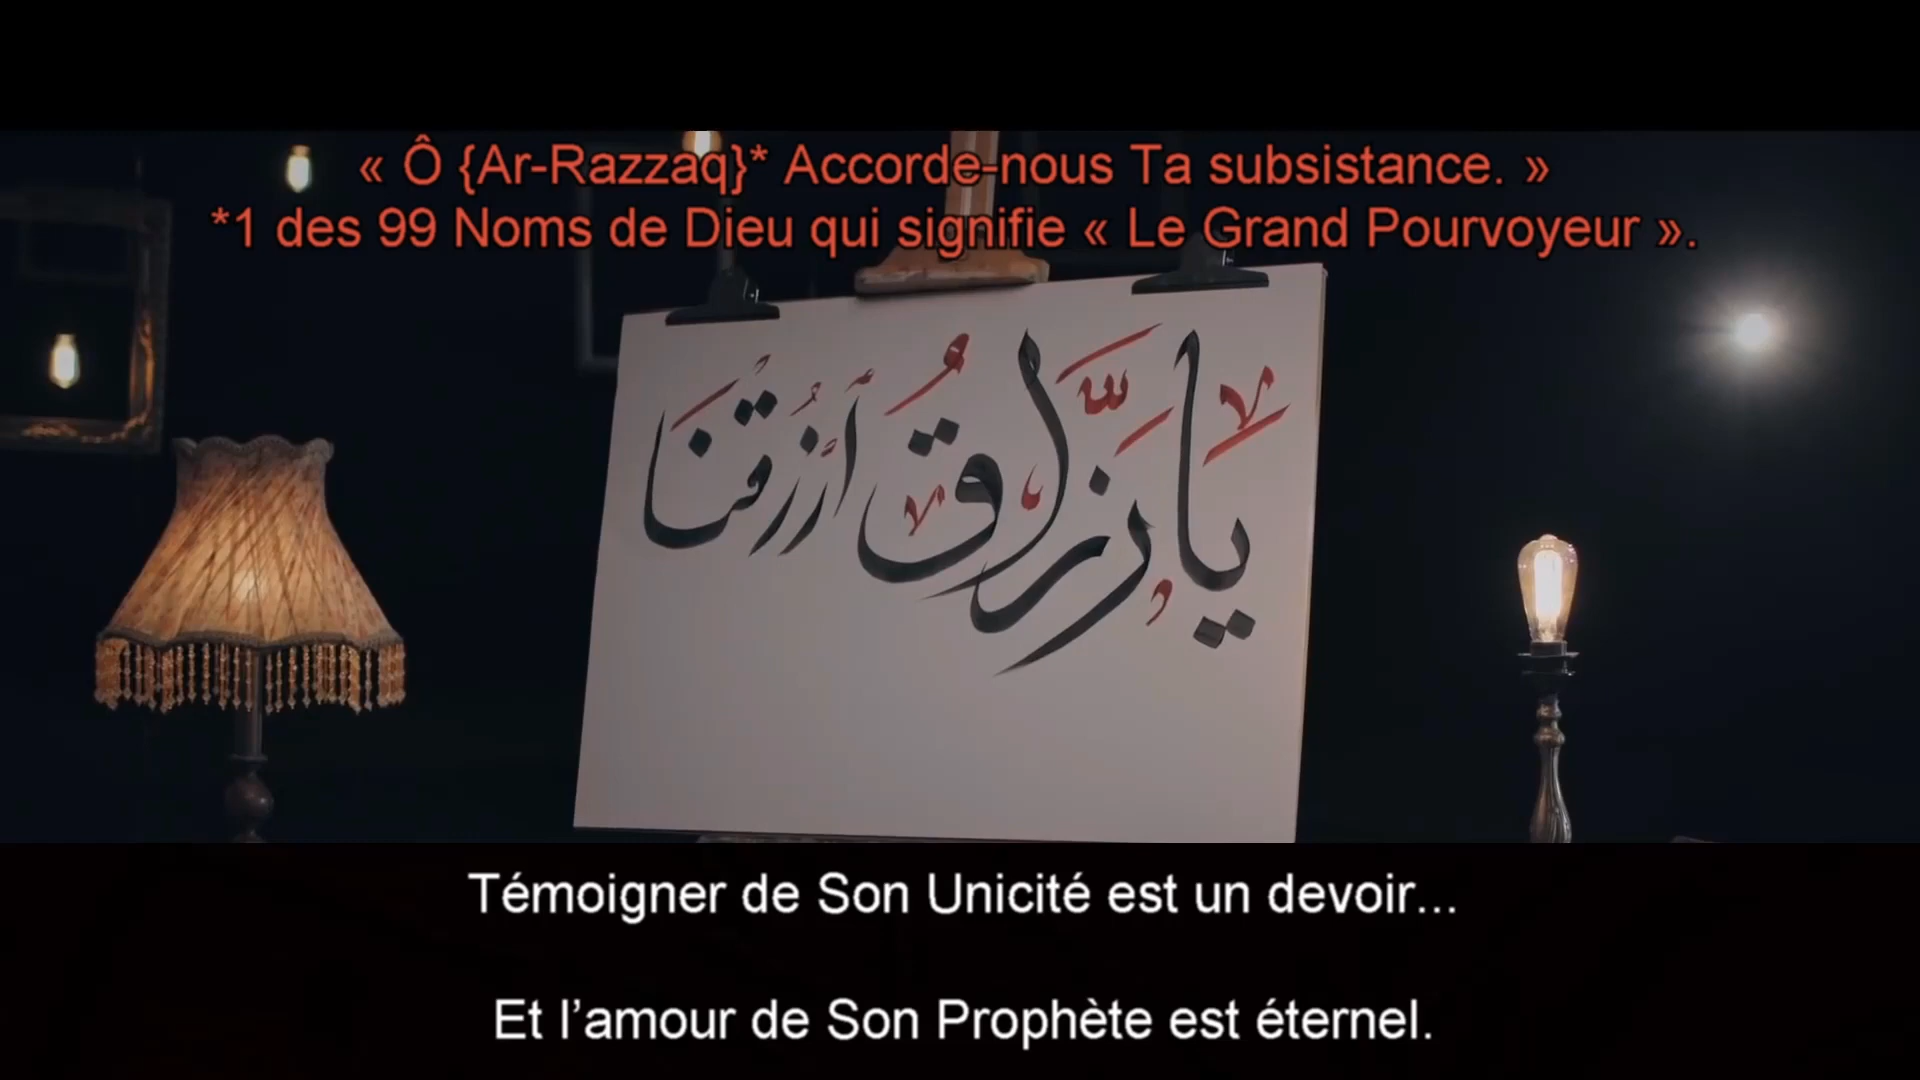 « Ô {Ar-Razzaq}* Accorde-nous Ta subsistance. »
*1 des 99 Noms de Dieu qui signifie « Le Grand Pourvoyeur ».
يا رزاق أرزقنا
Témoigner de Son Unicité est un devoir...
Et l’amour de Son Prophète est éternel.